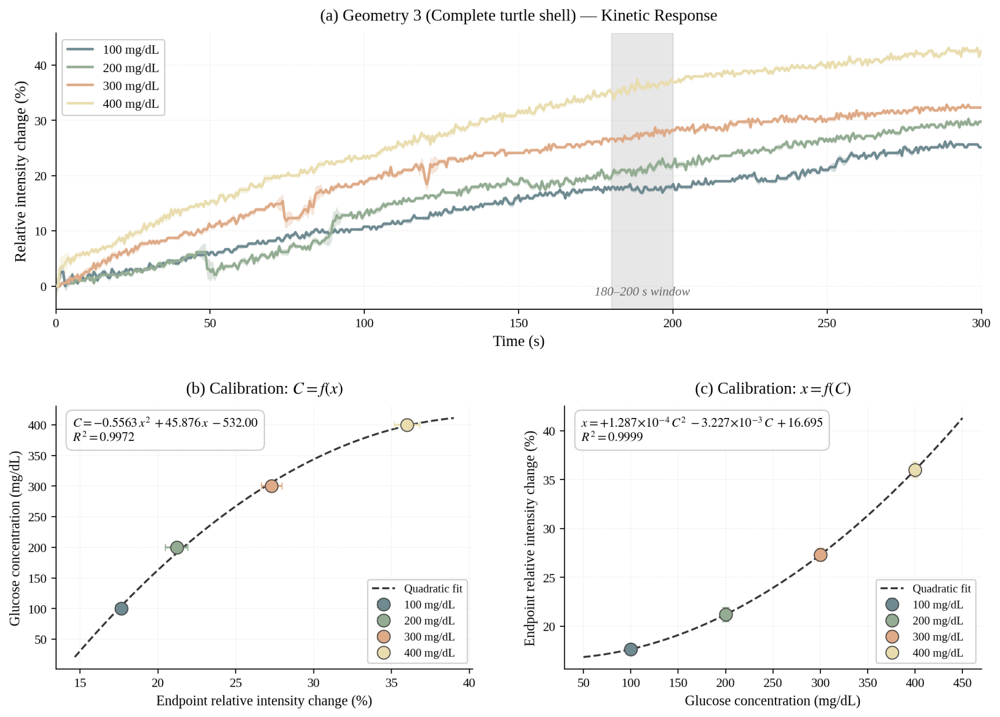 (a) Geometry 3 (Complete turtle shell) — Kinetic Response
Relative intensity change (%)
40
30
20
10
0
100 mg/dL
200 mg/dL
300 mg/dL
400 mg/dL
180–200 s window
0 50 100 150 200 250 300
Time (s)
(b) Calibration: C = f(x)
Glucose concentration (mg/dL)
400
350
300
250
200
150
100
50
C = −0.5563 x² + 45.876 x − 532.00
R² = 0.9972
Quadratic fit
100 mg/dL
200 mg/dL
300 mg/dL
400 mg/dL
15 20 25 30 35 40
Endpoint relative intensity change (%)
(c) Calibration: x = f(C)
Endpoint relative intensity change (%)
40
35
30
25
20
x = +1.287×10⁻⁴ C² − 3.227×10⁻³ C + 16.695
R² = 0.9999
Quadratic fit
100 mg/dL
200 mg/dL
300 mg/dL
400 mg/dL
50 100 150 200 250 300 350 400 450
Glucose concentration (mg/dL)